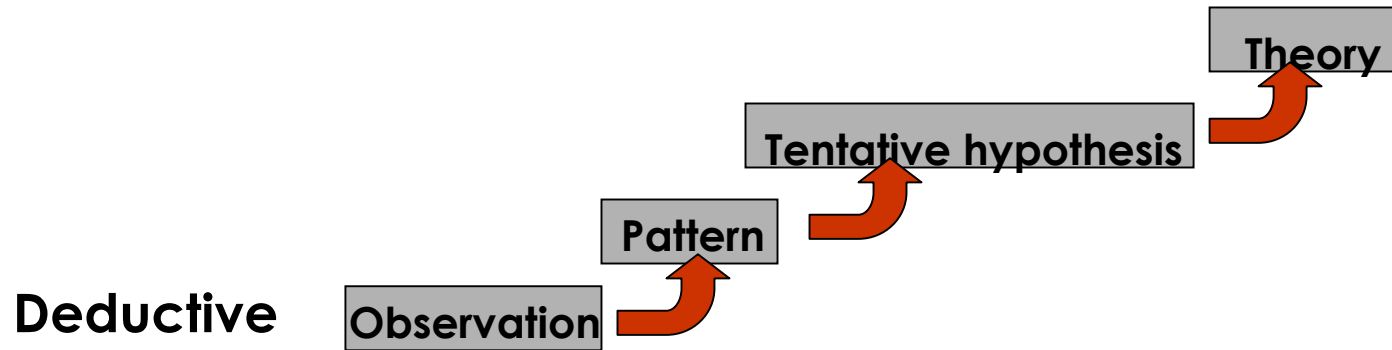 Theory
Tentative hypothesis
Pattern
Deductive
Observation